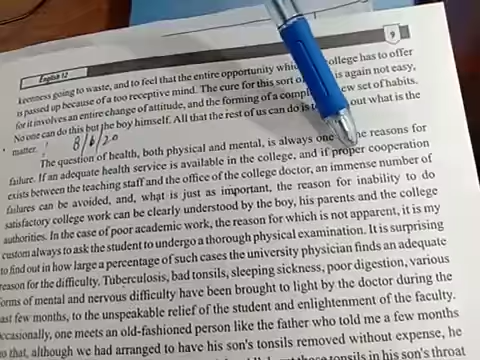 English 12
9
keenness going to waste, and to feel that the entire opportunity college has to offer
is passed up because of a too receptive mind. The cure for this sort is again not easy,
for it involves an entire change of attitude, and the forming of a new set of habits.
No one can do this but the boy himself. All that the rest of us can do is out what is the
matter.
8/6/20
The question of health, both physical and mental, is always one reasons for
failure. If an adequate health service is available in the college, and if proper cooperation
exists between the teaching staff and the office of the college doctor, an immense number of
failures can be avoided, and, what is just as important, the reason for inability to do
satisfactory college work can be clearly understood by the boy, his parents and the college
authorities. In the case of poor academic work, the reason for which is not apparent, it is my
custom always to ask the student to undergo a thorough physical examination. It is surprising
to find out in how large a percentage of such cases the university physician finds an adequate
reason for the difficulty. Tuberculosis, bad tonsils, sleeping sickness, poor digestion, various
forms of mental and nervous difficulty have been brought to light by the doctor during the
last few months, to the unspeakable relief of the student and enlightenment of the faculty.
Occasionally, one meets an old-fashioned person like the father who told me a few months
ago that, although we had arranged to have his son's tonsils removed without expense, he
those tonsils in his son's throat